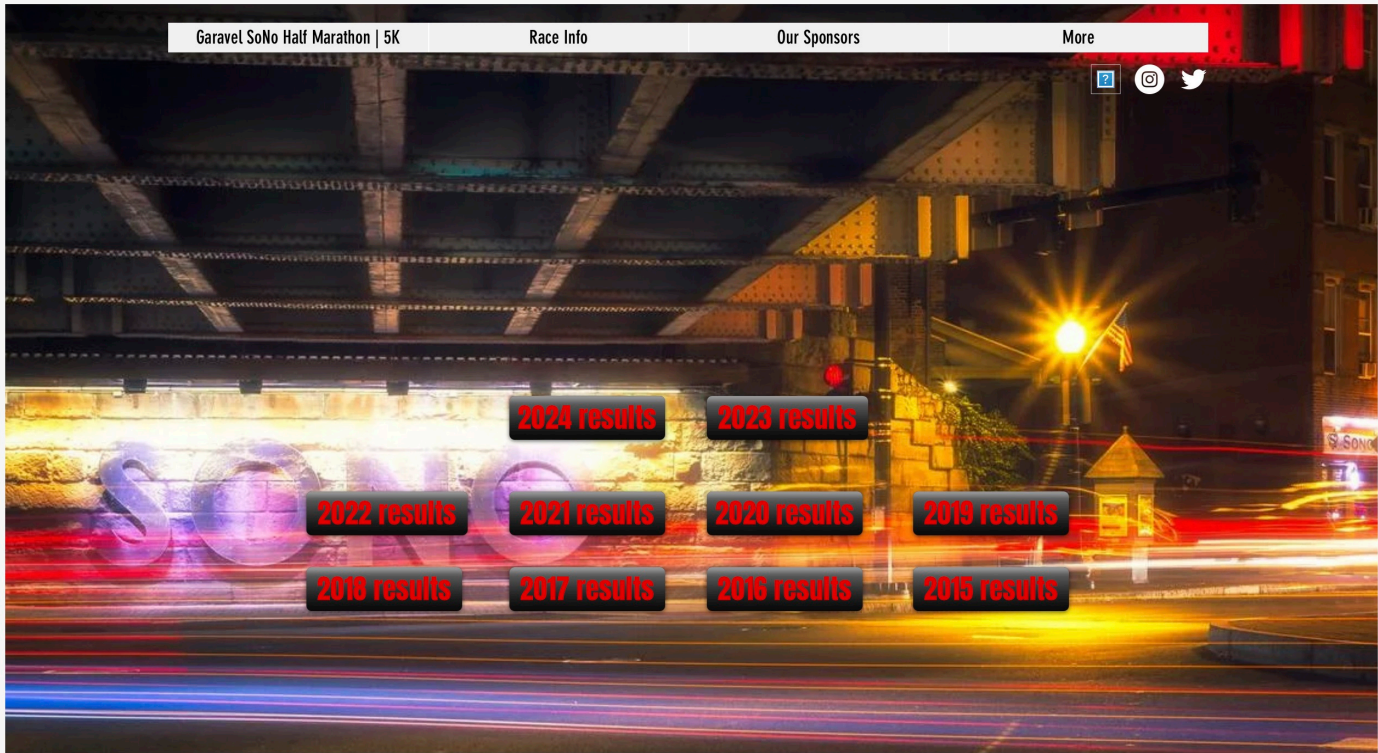 Garavel SoNo Half Marathon | 5K Race Info Our Sponsors More
?
2024 results 2023 results
SONO
S SONO
2022 results 2021 results 2020 results 2019 results
2018 results 2017 results 2016 results 2015 results